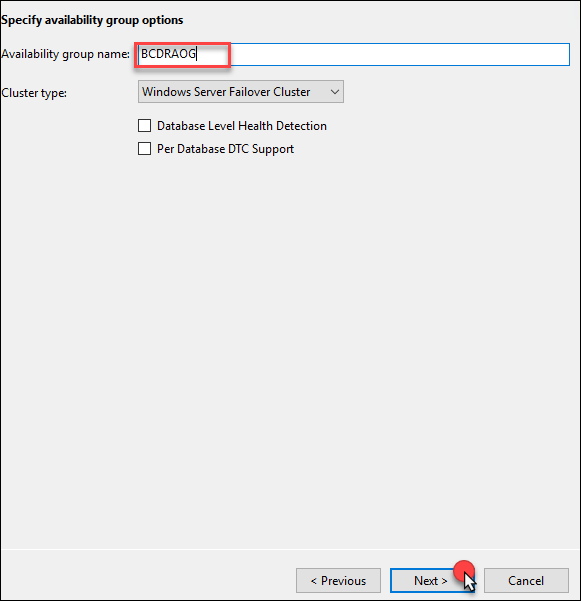 Specify availability group options
Availability group name: BCDRAOG
Cluster type: Windows Server Failover Cluster
Database Level Health Detection
Per Database DTC Support
< Previous Next > Cancel